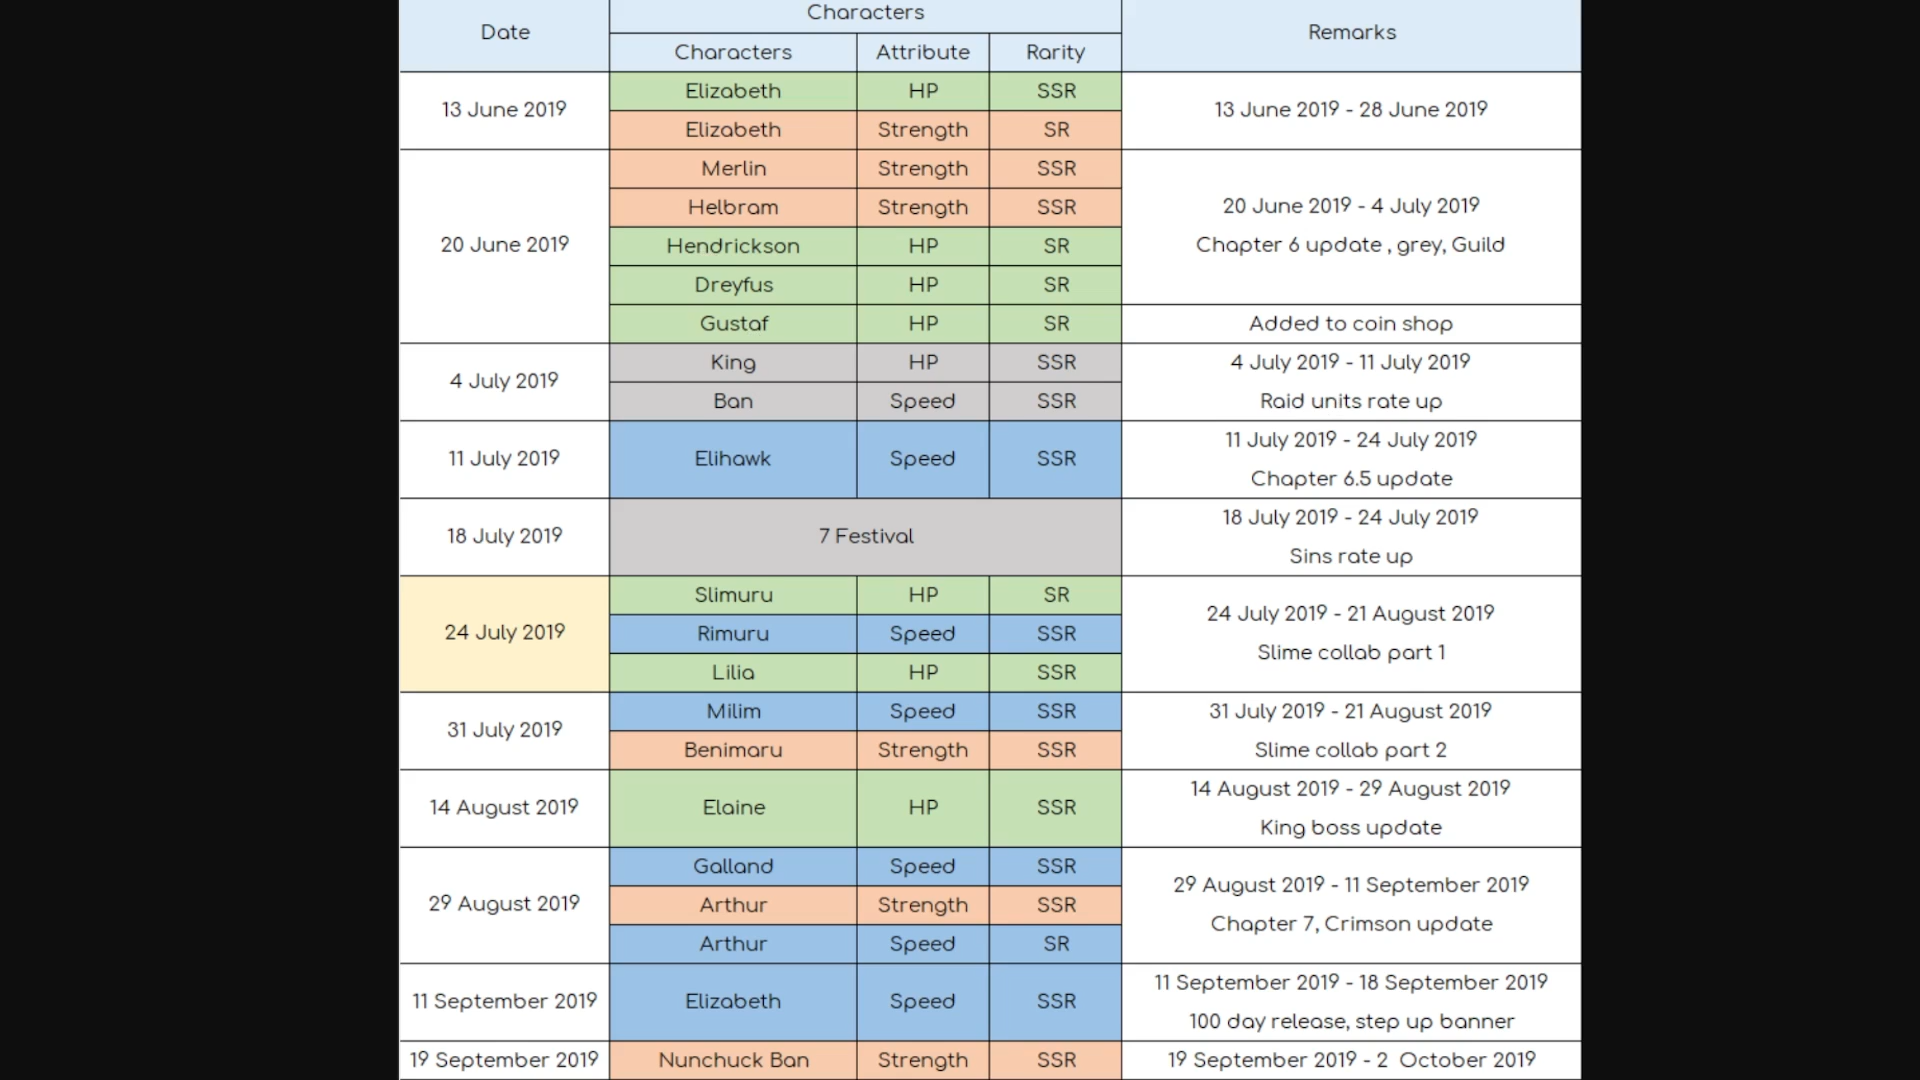 Date
Characters
Remarks
Characters
Attribute
Rarity
13 June 2019
Elizabeth
HP
SSR
13 June 2019 - 28 June 2019
Elizabeth
Strength
SR
20 June 2019
Merlin
Strength
SSR
20 June 2019 - 4 July 2019
Chapter 6 update , grey, Guild
Helbram
Strength
SSR
Hendrickson
HP
SR
Dreyfus
HP
SR
Gustaf
HP
SR
Added to coin shop
4 July 2019
King
HP
SSR
4 July 2019 - 11 July 2019
Ban
Speed
SSR
Raid units rate up
11 July 2019
Elihawk
Speed
SSR
11 July 2019 - 24 July 2019
Chapter 6.5 update
18 July 2019
7 Festival
18 July 2019 - 24 July 2019
Sins rate up
24 July 2019
Slimuru
HP
SR
24 July 2019 - 21 August 2019
Slime collab part 1
Rimuru
Speed
SSR
Lilia
HP
SSR
31 July 2019
Milim
Speed
SSR
31 July 2019 - 21 August 2019
Benimaru
Strength
SSR
Slime collab part 2
14 August 2019
Elaine
HP
SSR
14 August 2019 - 29 August 2019
King boss update
29 August 2019
Galland
Speed
SSR
29 August 2019 - 11 September 2019
Chapter 7, Crimson update
Arthur
Strength
SSR
Arthur
Speed
SR
11 September 2019
Elizabeth
Speed
SSR
11 September 2019 - 18 September 2019
100 day release, step up banner
19 September 2019
Nunchuck Ban
Strength
SSR
19 September 2019 - 2 October 2019